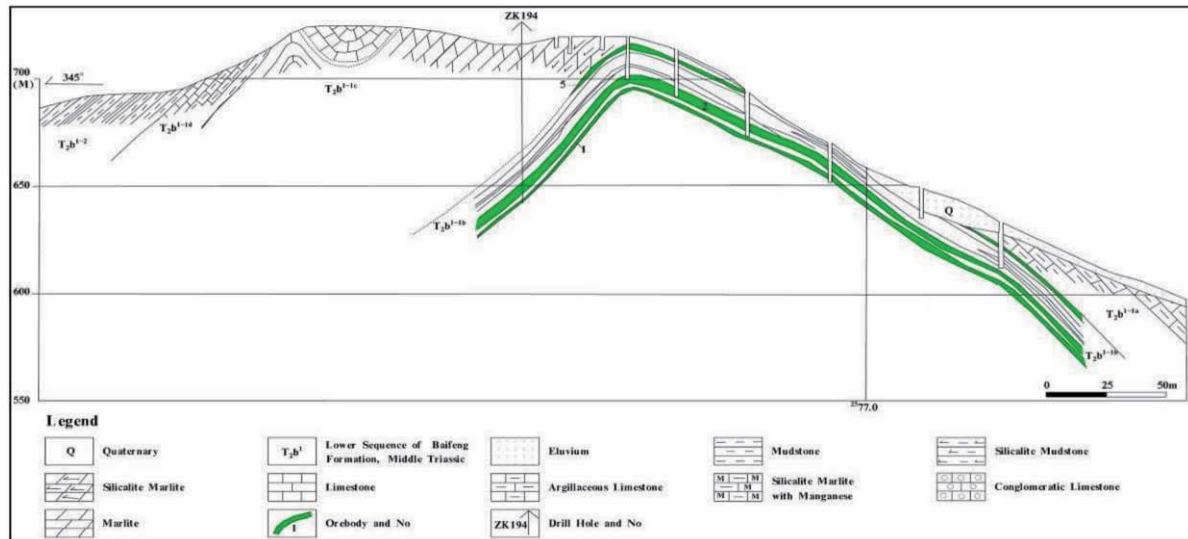 ZK194
700
(M)
345°
T₂b¹⁻²
T₂b¹⁻¹ᵈ
T₂b¹⁻¹ᶜ
5
2
1
650
T₂b¹⁻¹ᵇ
Q
600
T₂b¹⁻¹ᵃ
T₂b¹⁻¹ᵇ
550
²⁵77.0
0 25 50m
Legend
Q Quaternary
T₂b¹ Lower Sequence of Baifeng
Formation, Middle Triassic
Eluvium
Mudstone
Silicalite Mudstone
Silicalite Marlite
Limestone
Argillaceous Limestone
M M M M M Silicalite Marlite
with Manganese
Conglomeratic Limestone
Marlite
1 Orebody and No
ZK194 Drill Hole and No